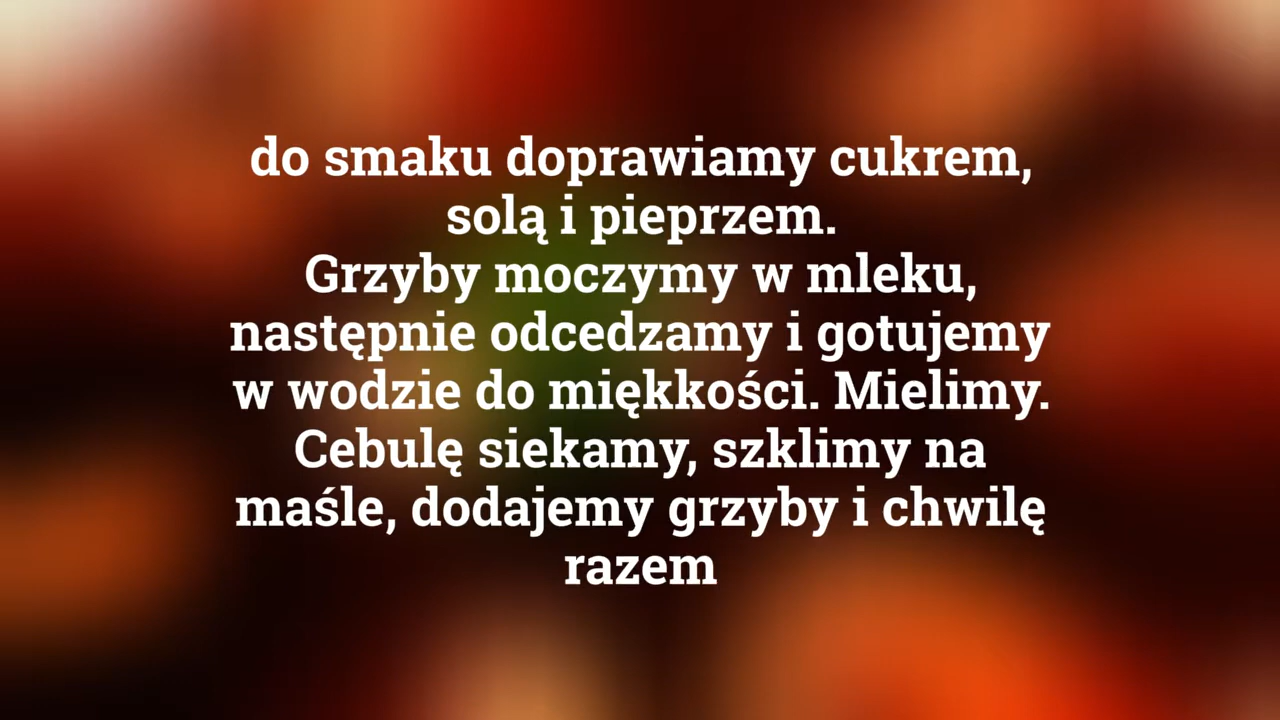 do smaku doprawiamy cukrem,
solą i pieprzem.
Grzyby moczymy w mleku,
następnie odcedzamy i gotujemy
w wodzie do miękkości. Mielimy.
Cebulę siekamy, szklimy na
maśle, dodajemy grzyby i chwilę
razem